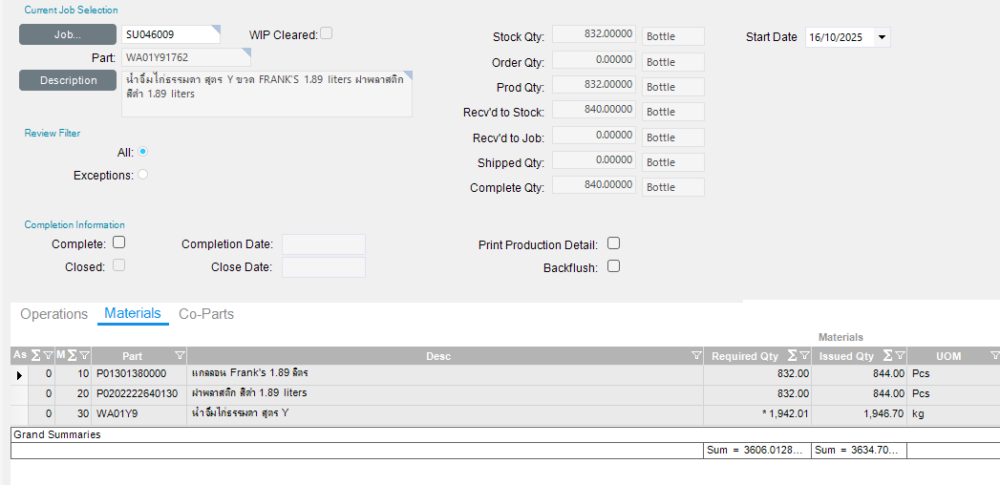 Current Job Selection
Job... SU046009 WIP Cleared:
Part: WA01Y91762
Description น้ำจิ้มไก่ธรรมดา สูตร Y ขวด FRANK'S 1.89 liters ฝาพลาสติก
สีดำ 1.89 liters
Stock Qty: 832.00000 Bottle
Order Qty: 0.00000 Bottle
Prod Qty: 832.00000 Bottle
Recv'd to Stock: 840.00000 Bottle
Recv'd to Job: 0.00000 Bottle
Shipped Qty: 0.00000 Bottle
Complete Qty: 840.00000 Bottle
Start Date 16/10/2025
Review Filter
All:
Exceptions:
Completion Information
Complete: Completion Date: Print Production Detail:
Closed: Close Date: Backflush:
Operations Materials Co-Parts
Materials
As M Part Desc Required Qty Issued Qty UOM
0 10 P01301380000 แกลลอน Frank's 1.89 ลิตร 832.00 844.00 Pcs
0 20 P0202222640130 ฝาพลาสติก สีดำ 1.89 liters 832.00 844.00 Pcs
0 30 WA01Y9 น้ำจิ้มไก่ธรรมดา สูตร Y * 1,942.01 1,946.70 kg
Grand Summaries
Sum = 3606.0128... Sum = 3634.70...